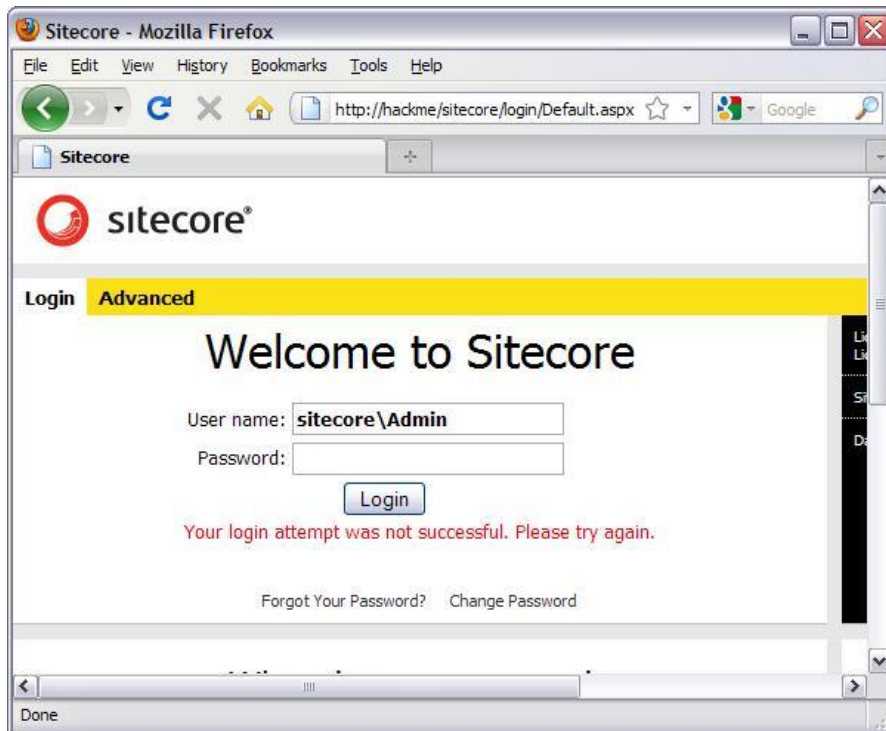 Sitecore - Mozilla Firefox
File Edit View History Bookmarks Tools Help
http://hackme/sitecore/login/Default.aspx Google
Sitecore
sitecore®
Login Advanced
Welcome to Sitecore
User name: sitecore\Admin
Password:
Login
Your login attempt was not successful. Please try again.
Forgot Your Password? Change Password
Done